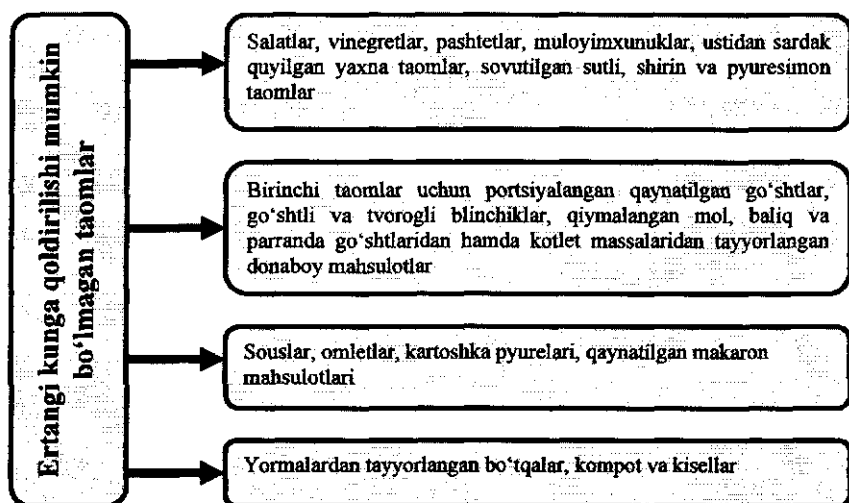 Ertangi kunga qoldirilishi mumkin
bo‘lmagan taomlar
Salatlar, vinegretlar, pashtetlar, muloyimxunuklar, ustidan sardak
quyilgan yaxna taomlar, sovutilgan sutli, shirin va pyuresimon
taomlar
Birinchi taomlar uchun portsiyalangan qaynatilgan go‘shtlar,
go‘shtli va tvorogli blinchiklar, qiymalangan mol, baliq va
parranda go‘shtlaridan hamda kotlet massalaridan tayyorlangan
donaboy mahsulotlar
Souslar, omletlar, kartoshka pyurelari, qaynatilgan makaron
mahsulotlari
Yormalardan tayyorlangan bo‘tqalar, kompot va kisellar